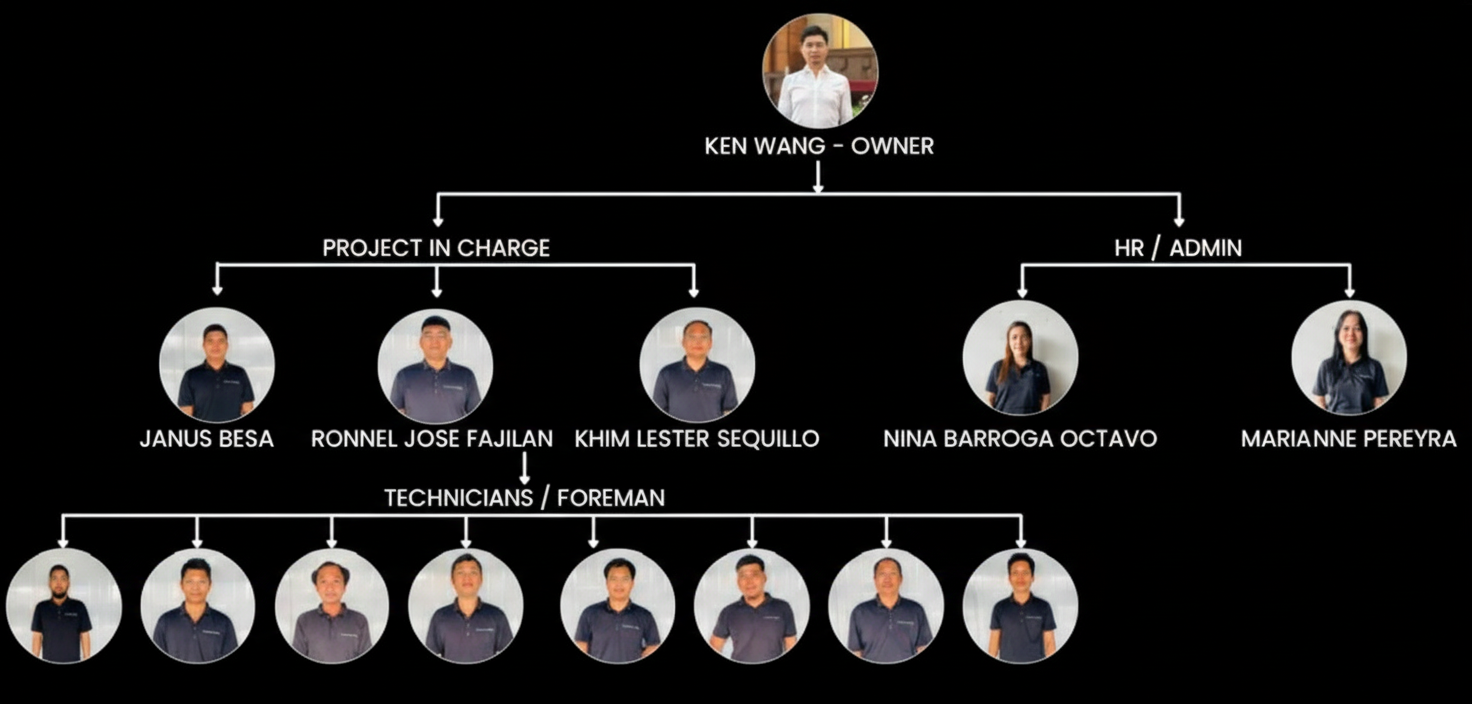 KEN WANG - OWNER
PROJECT IN CHARGE
HR / ADMIN
JANUS BESA
RONNEL JOSE FAJILAN
KHIM LESTER SEQUILLO
NINA BARROGA OCTAVO
MARIANNE PEREYRA
TECHNICIANS / FOREMAN